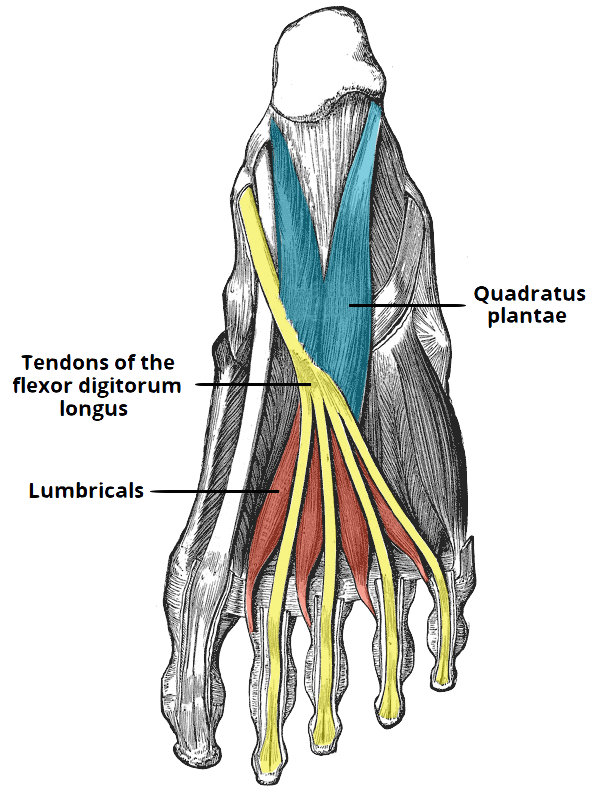 Quadratus
plantae
Tendons of the
flexor digitorum
longus
Lumbricals